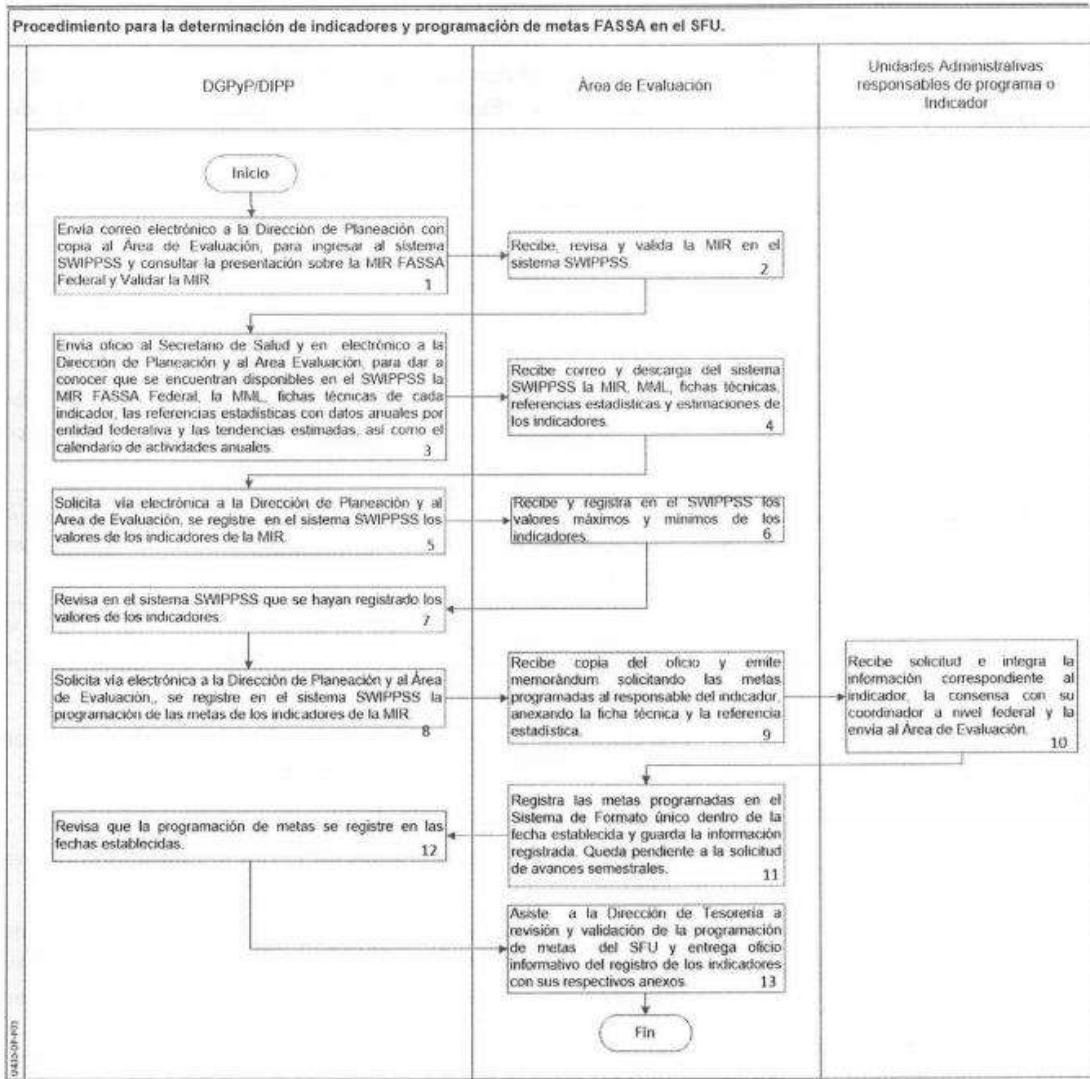 Procedimiento para la determinación de indicadores y programación de metas FASSA en el SFU.
DGPyP/DIPP
Área de Evaluación
Unidades Administrativas
responsables de programa o
Indicador
Inicio
Envía correo electrónico a la Dirección de Planeación con
copia al Área de Evaluación, para ingresar al sistema
SWIPPSS y consultar la presentación sobre la MIR FASSA
Federal y Validar la MIR.
1
Recibe, revisa y valida la MIR en el
sistema SWIPPSS.
2
Envía oficio al Secretario de Salud y en electrónico a la
Dirección de Planeación y al Area Evaluación, para dar a
conocer que se encuentran disponibles en el SWIPPSS la
MIR FASSA Federal, la MML, fichas técnicas de cada
indicador, las referencias estadísticas con datos anuales por
entidad federativa y las tendencias estimadas, así como el
calendario de actividades anuales.
3
Recibe correo y descarga del sistema
SWIPPSS la MIR, MML, fichas técnicas,
referencias estadísticas y estimaciones de
los indicadores.
4
Solicita vía electrónica a la Dirección de Planeación y al
Area de Evaluación, se registre en el sistema SWIPPSS los
valores de los indicadores de la MIR.
5
Recibe y registra en el SWIPPSS los
valores máximos y mínimos de los
indicadores.
6
Revisa en el sistema SWIPPSS que se hayan registrado los
valores de los indicadores.
7
Solicita vía electrónica a la Dirección de Planeación y al Área
de Evaluación,, se registre en el sistema SWIPPSS la
programación de las metas de los indicadores de la MIR.
8
Recibe copia del oficio y emite
memorándum solicitando las metas
programadas al responsable del indicador,
anexando la ficha técnica y la referencia
estadística.
9
Recibe solicitud e integra la
información correspondiente al
indicador, la consensa con su
coordinador a nivel federal y la
envía al Área de Evaluación.
10
Registra las metas programadas en el
Sistema de Formato único dentro de la
fecha establecida y guarda la información
registrada. Queda pendiente a la solicitud
de avances semestrales.
11
Revisa que la programación de metas se registre en las
fechas establecidas.
12
Asiste a la Dirección de Tesorería a
revisión y validación de la programación
de metas del SFU y entrega oficio
informativo del registro de los indicadores
con sus respectivos anexos.
13
Fin